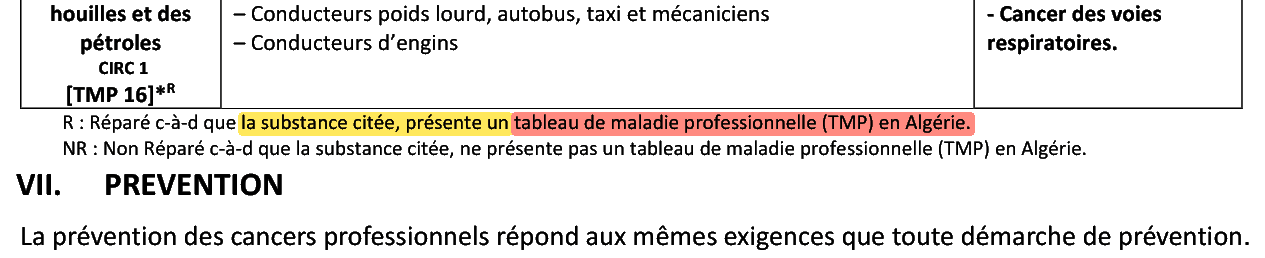 houilles et des
pétroles
CIRC 1
[TMP 16]*R
– Conducteurs poids lourd, autobus, taxi et mécaniciens
– Conducteurs d’engins
- Cancer des voies
respiratoires.
R : Réparé c-à-d que la substance citée, présente un tableau de maladie professionnelle (TMP) en Algérie.
NR : Non Réparé c-à-d que la substance citée, ne présente pas un tableau de maladie professionnelle (TMP) en Algérie.
VII. PREVENTION
La prévention des cancers professionnels répond aux mêmes exigences que toute démarche de prévention.